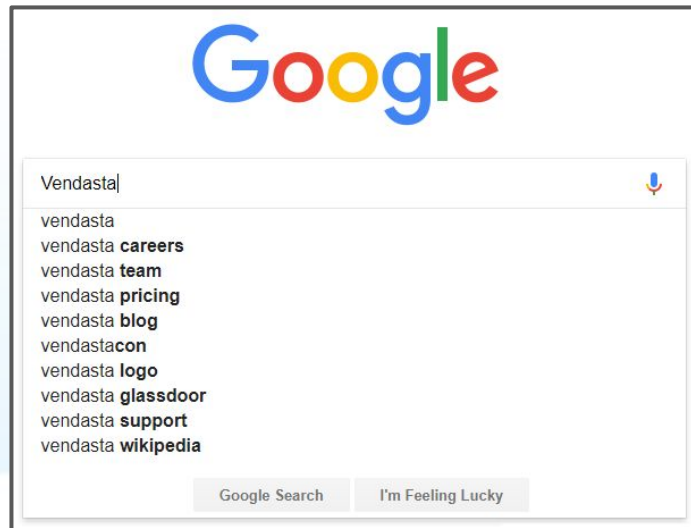 Google
Vendasta
vendasta
vendasta careers
vendasta team
vendasta pricing
vendasta blog
vendastacon
vendasta logo
vendasta glassdoor
vendasta support
vendasta wikipedia
Google Search I'm Feeling Lucky